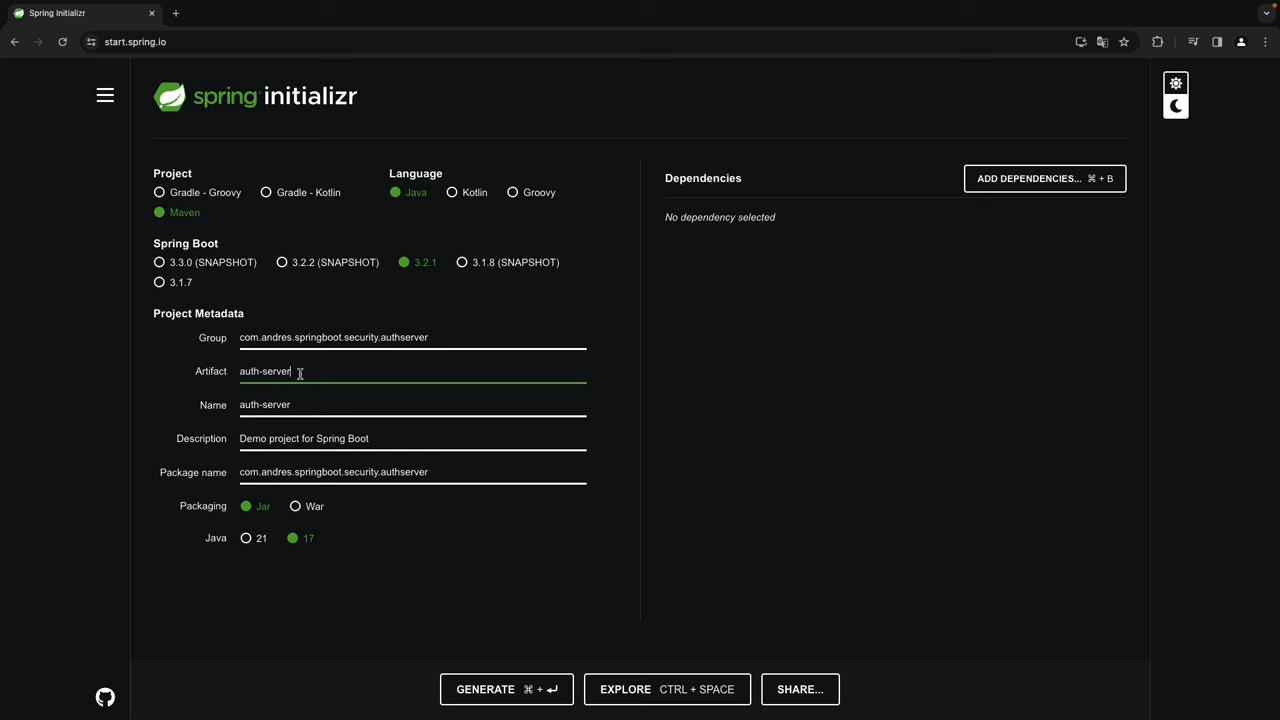 Spring Initializr
start.spring.io
spring initializr
Project
Gradle - Groovy Gradle - Kotlin
Maven
Language
Java Kotlin Groovy
Spring Boot
3.3.0 (SNAPSHOT) 3.2.2 (SNAPSHOT) 3.2.1 3.1.8 (SNAPSHOT)
3.1.7
Project Metadata
Group com.andres.springboot.security.authserver
Artifact auth-server
Name auth-server
Description Demo project for Spring Boot
Package name com.andres.springboot.security.authserver
Packaging Jar War
Java 21 17
Dependencies
ADD DEPENDENCIES... ⌘ + B
No dependency selected
GENERATE ⌘ + ⏎
EXPLORE CTRL + SPACE
SHARE...